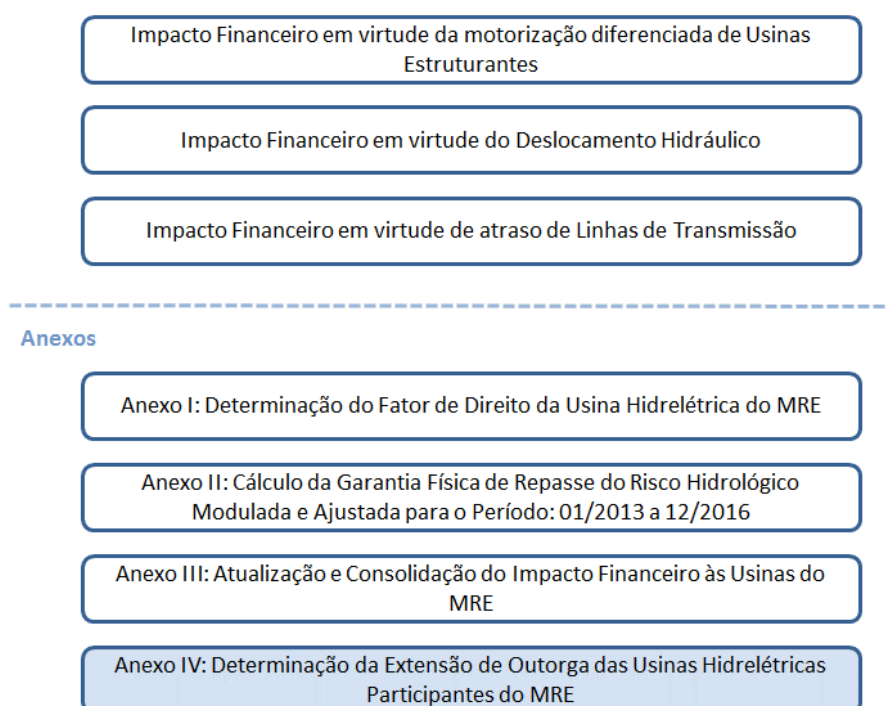 Impacto Financeiro em virtude da motorização diferenciada de Usinas
Estruturantes
Impacto Financeiro em virtude do Deslocamento Hidráulico
Impacto Financeiro em virtude de atraso de Linhas de Transmissão
Anexos
Anexo I: Determinação do Fator de Direito da Usina Hidrelétrica do MRE
Anexo II: Cálculo da Garantia Física de Repasse do Risco Hidrológico
Modulada e Ajustada para o Período: 01/2013 a 12/2016
Anexo III: Atualização e Consolidação do Impacto Financeiro às Usinas do
MRE
Anexo IV: Determinação da Extensão de Outorga das Usinas Hidrelétricas
Participantes do MRE